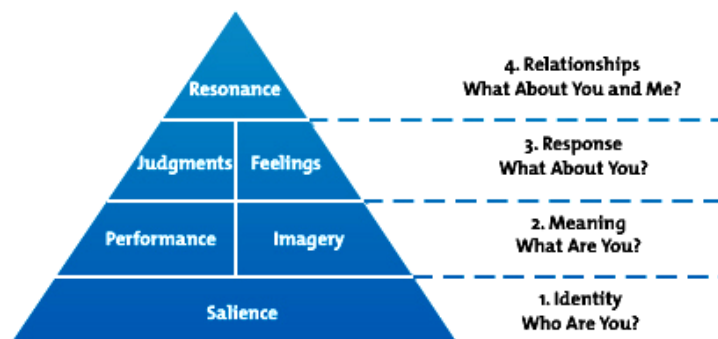 Resonance
4. Relationships
What About You and Me?
Judgments Feelings
3. Response
What About You?
Performance Imagery
2. Meaning
What Are You?
Salience
1. Identity
Who Are You?